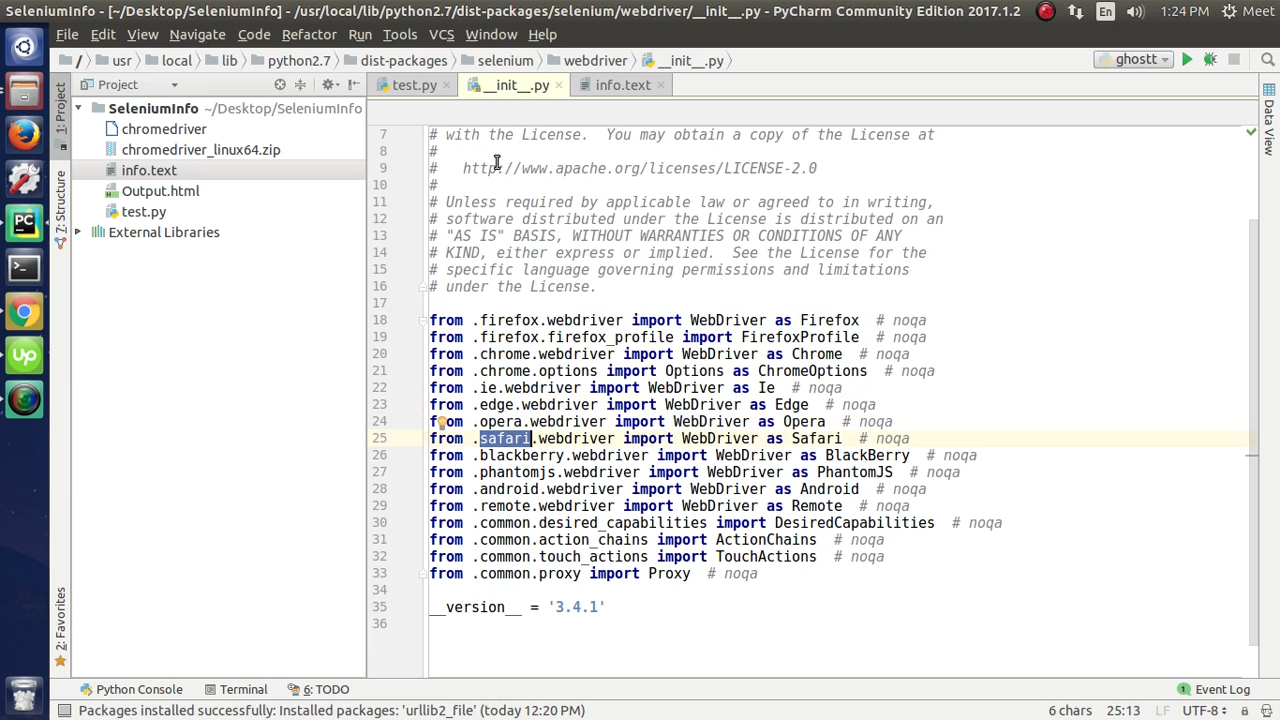 SeleniumInfo - [~/Desktop/SeleniumInfo] - /usr/local/lib/python2.7/dist-packages/selenium/webdriver/__init__.py - PyCharm Community Edition 2017.1.2 En 1:24 PM Meet
File Edit View Navigate Code Refactor Run Tools VCS Window Help
/ usr local lib python2.7 dist-packages selenium webdriver __init__.py ghostt
Project test.py __init__.py info.text
SeleniumInfo ~/Desktop/SeleniumInfo
chromedriver
chromedriver_linux64.zip
info.text
Output.html
test.py
External Libraries
1: Project
7: Structure
2: Favorites
PC
Up
7 # with the License.  You may obtain a copy of the License at
8 #
9 #   http://www.apache.org/licenses/LICENSE-2.0
10 #
11 # Unless required by applicable law or agreed to in writing,
12 # software distributed under the License is distributed on an
13 # "AS IS" BASIS, WITHOUT WARRANTIES OR CONDITIONS OF ANY
14 # KIND, either express or implied.  See the License for the
15 # specific language governing permissions and limitations
16 # under the License.
17
18 from .firefox.webdriver import WebDriver as Firefox  # noqa
19 from .firefox.firefox_profile import FirefoxProfile  # noqa
20 from .chrome.webdriver import WebDriver as Chrome  # noqa
21 from .chrome.options import Options as ChromeOptions  # noqa
22 from .ie.webdriver import WebDriver as Ie  # noqa
23 from .edge.webdriver import WebDriver as Edge  # noqa
24 from .opera.webdriver import WebDriver as Opera  # noqa
25 from .safari.webdriver import WebDriver as Safari  # noqa
26 from .blackberry.webdriver import WebDriver as BlackBerry  # noqa
27 from .phantomjs.webdriver import WebDriver as PhantomJS  # noqa
28 from .android.webdriver import WebDriver as Android  # noqa
29 from .remote.webdriver import WebDriver as Remote  # noqa
30 from .common.desired_capabilities import DesiredCapabilities  # noqa
31 from .common.action_chains import ActionChains  # noqa
32 from .common.touch_actions import TouchActions  # noqa
33 from .common.proxy import Proxy  # noqa
34
35 __version__ = '3.4.1'
36
Data View
Python Console Terminal 6: TODO 1 Event Log
Packages installed successfully: Installed packages: 'urllib2_file' (today 12:20 PM) 6 chars 25:13 LF UTF-8